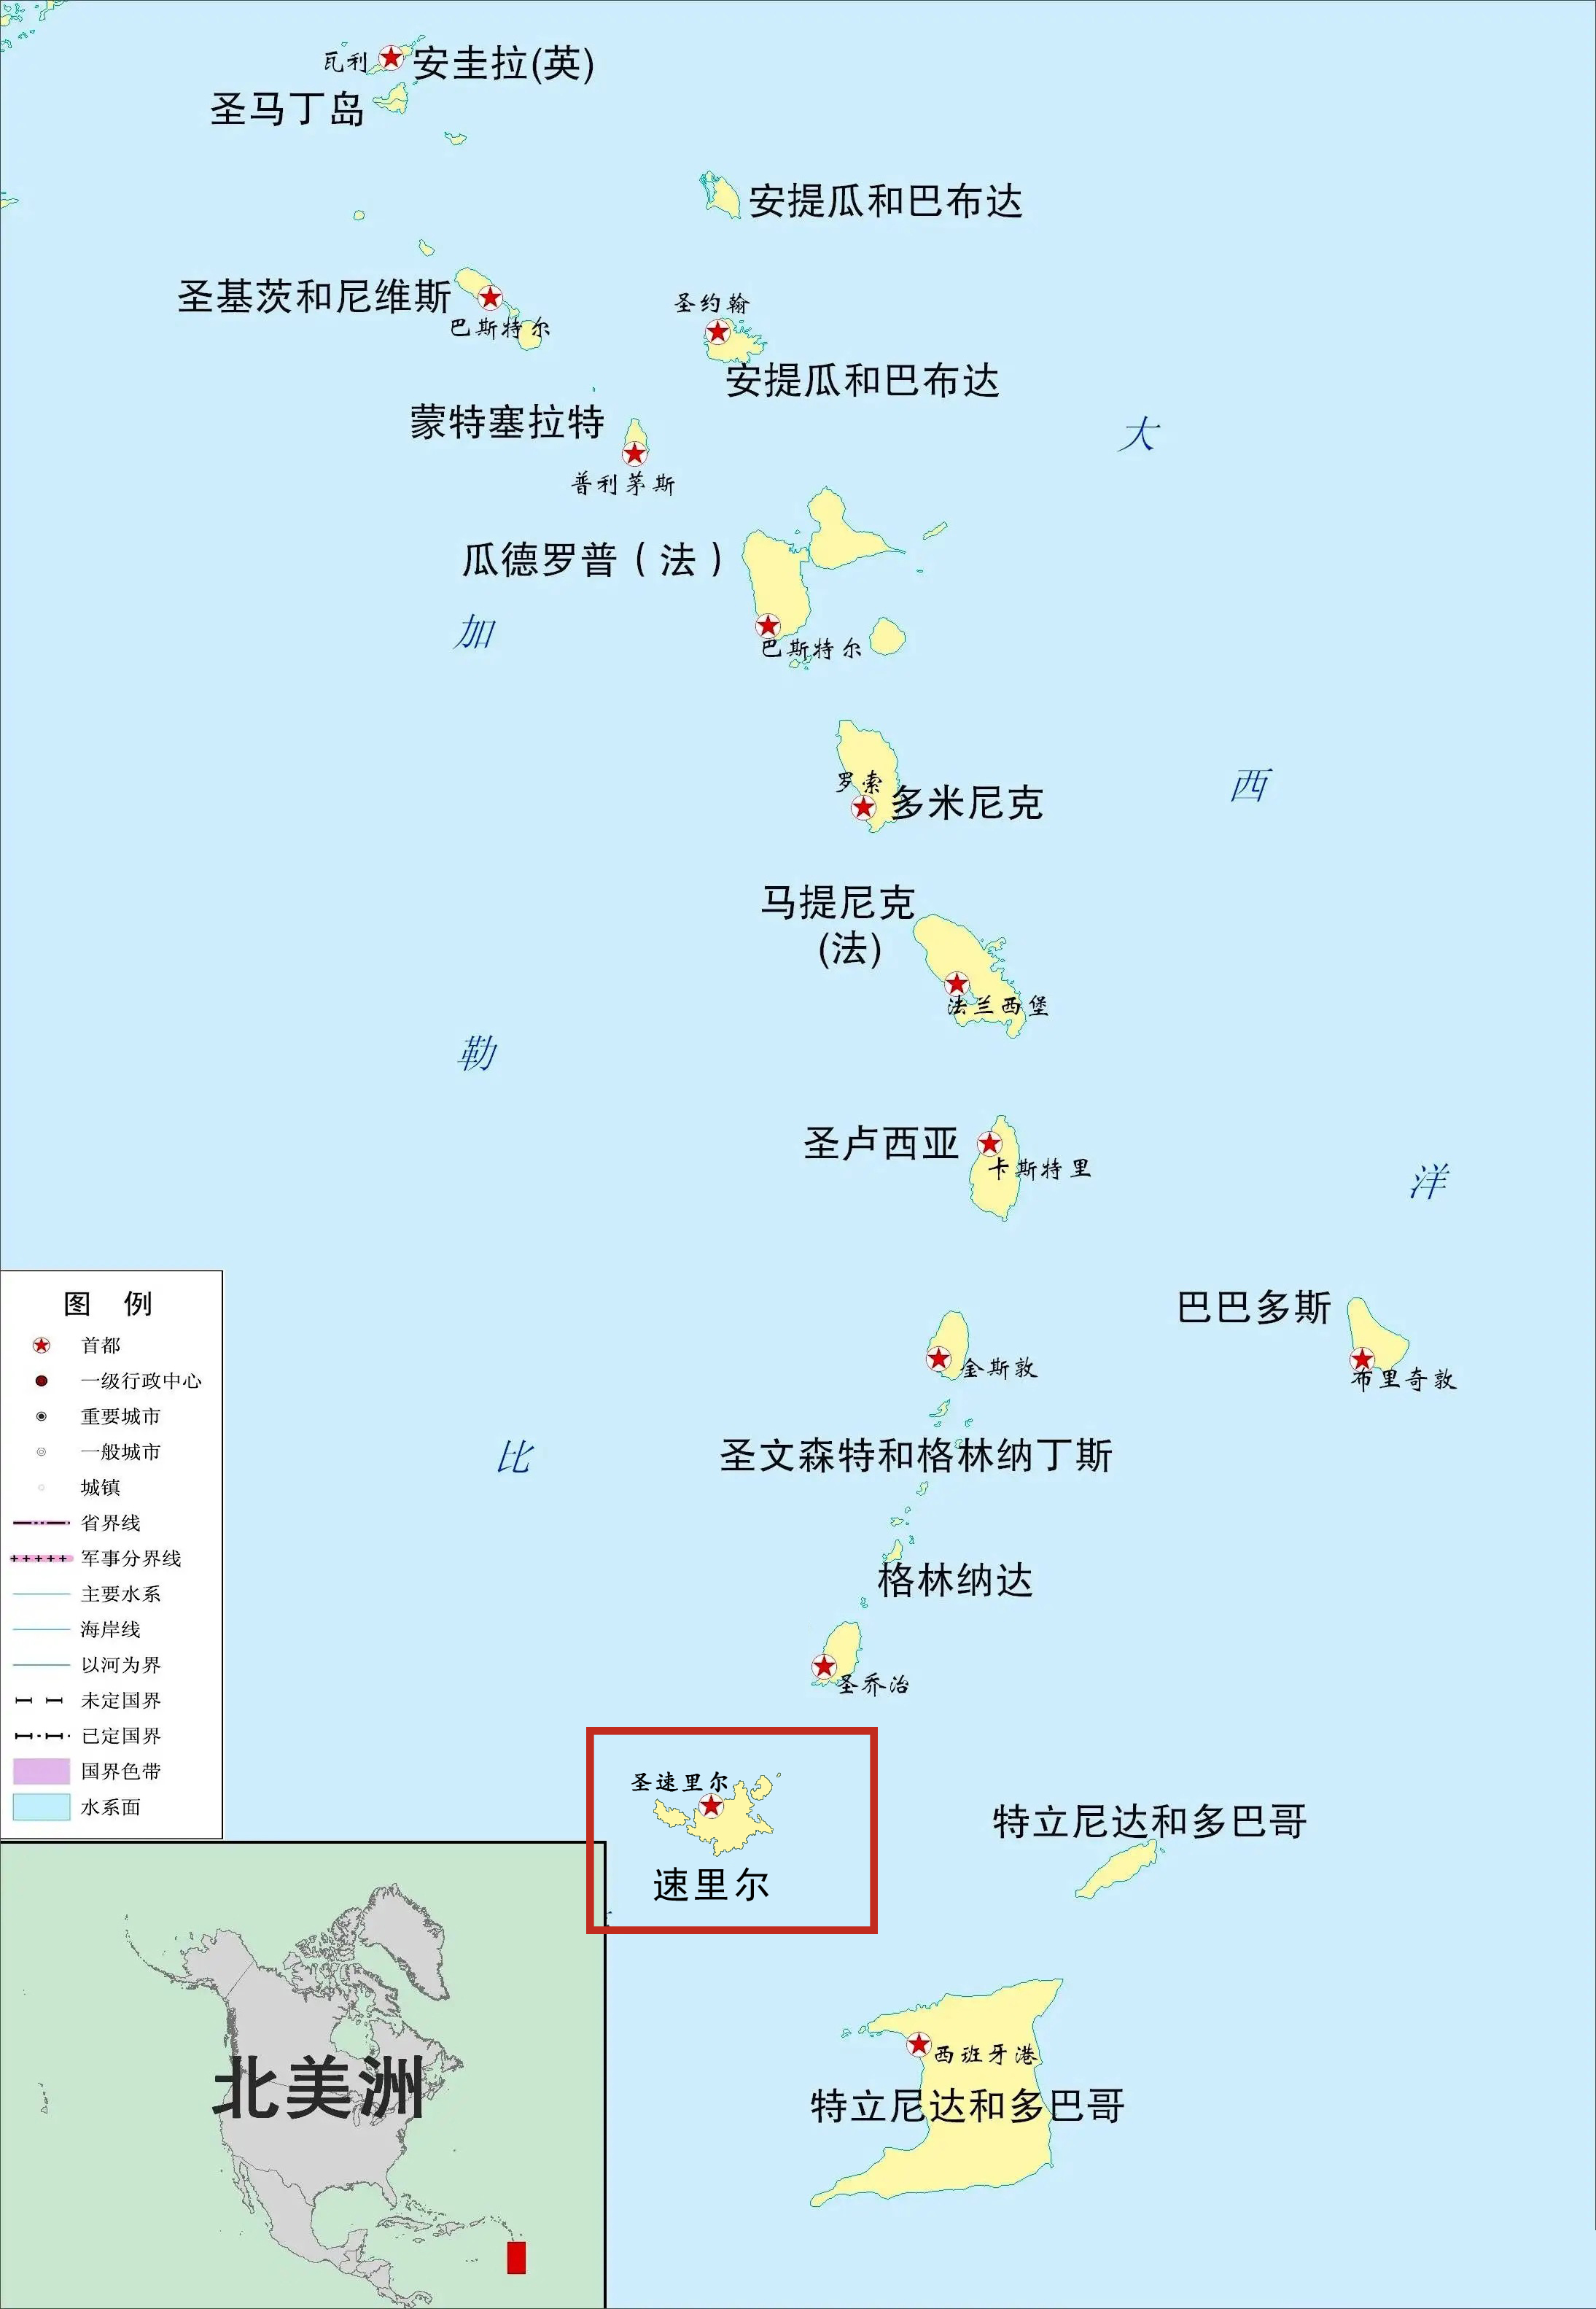 瓦利
安圭拉(英)
圣马丁岛
安提瓜和巴布达
圣基茨和尼维斯
巴斯特尔
圣约翰
安提瓜和巴布达
蒙特塞拉特
普利茅斯
大
瓜德罗普（法）
加
巴斯特尔
罗索
多米尼克
西
马提尼克
(法)
法兰西堡
勒
圣卢西亚
卡斯特里
洋
巴巴多斯
布里奇敦
金斯敦
比
圣文森特和格林纳丁斯
格林纳达
圣乔治
圣速里尔
速里尔
特立尼达和多巴哥
西班牙港
特立尼达和多巴哥
图 例
首都
一级行政中心
重要城市
一般城市
城镇
省界线
军事分界线
主要水系
海岸线
以河为界
未定国界
已定国界
国界色带
水系面
北美洲